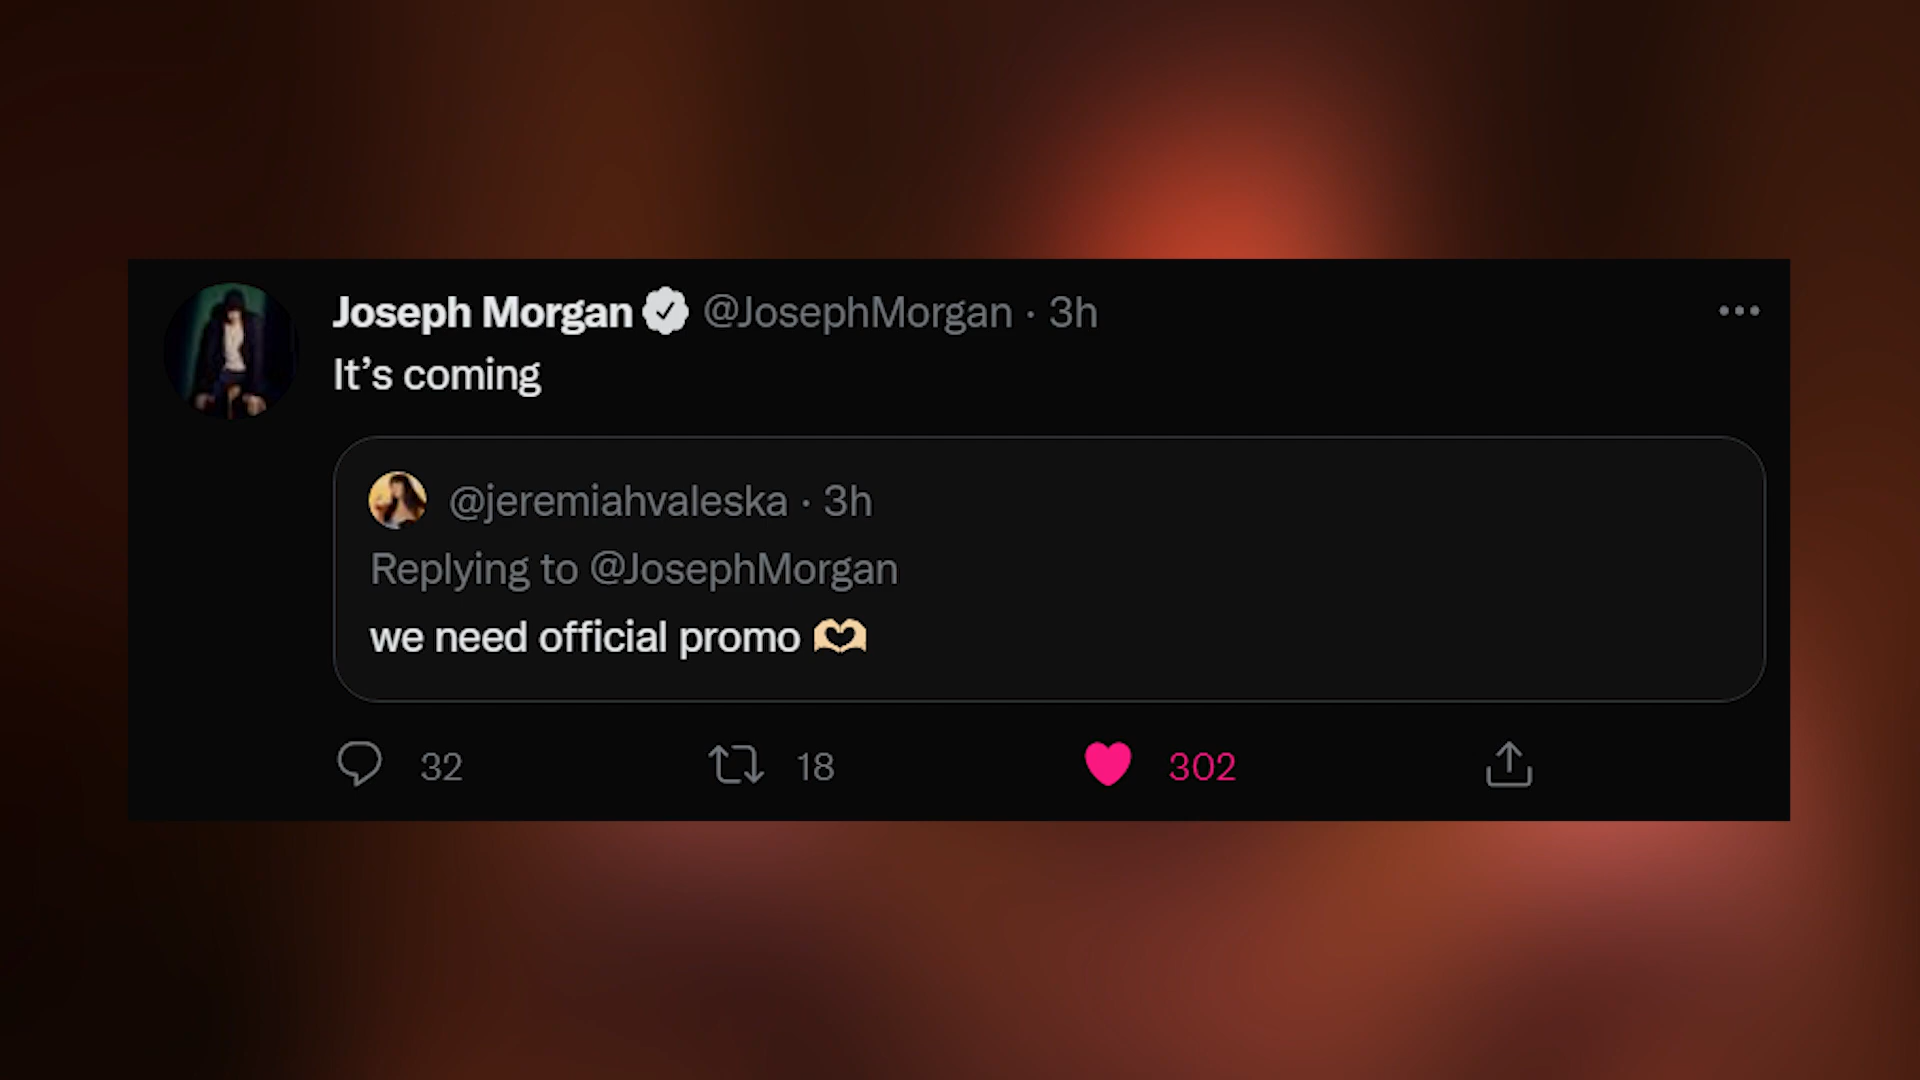 Joseph Morgan @JosephMorgan · 3h
It’s coming
@jeremiahvaleska · 3h
Replying to @JosephMorgan
we need official promo 🫶🏼
32 18 302